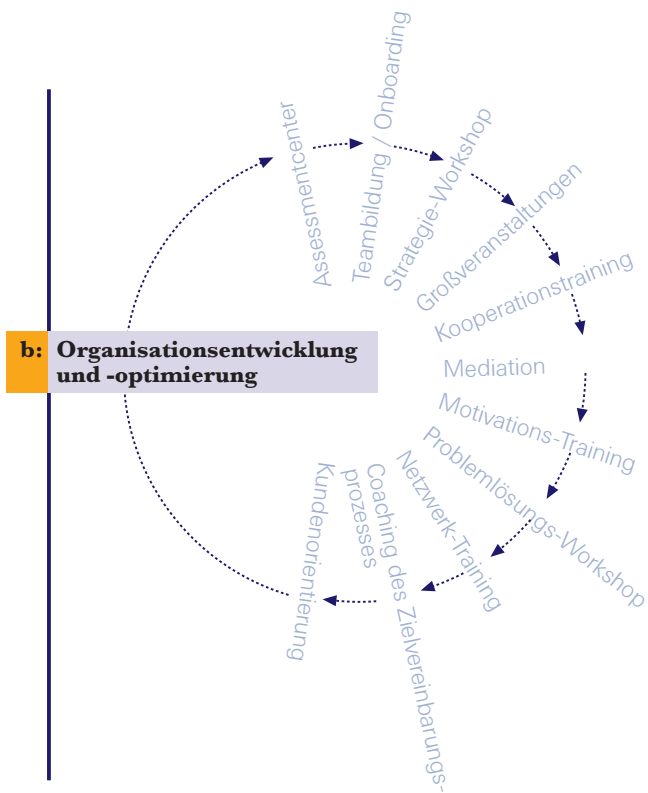 Assessmentcenter
Teambildung / Onboarding
Strategie-Workshop
Großveranstaltungen
Kooperationstraining
b: Organisationsentwicklung
und -optimierung
Mediation
Motivations-Training
Problemlösungs-Workshop
Netzwerk-Training
Coaching des Zielvereinbarungs-
prozesses
Kundenorientierung